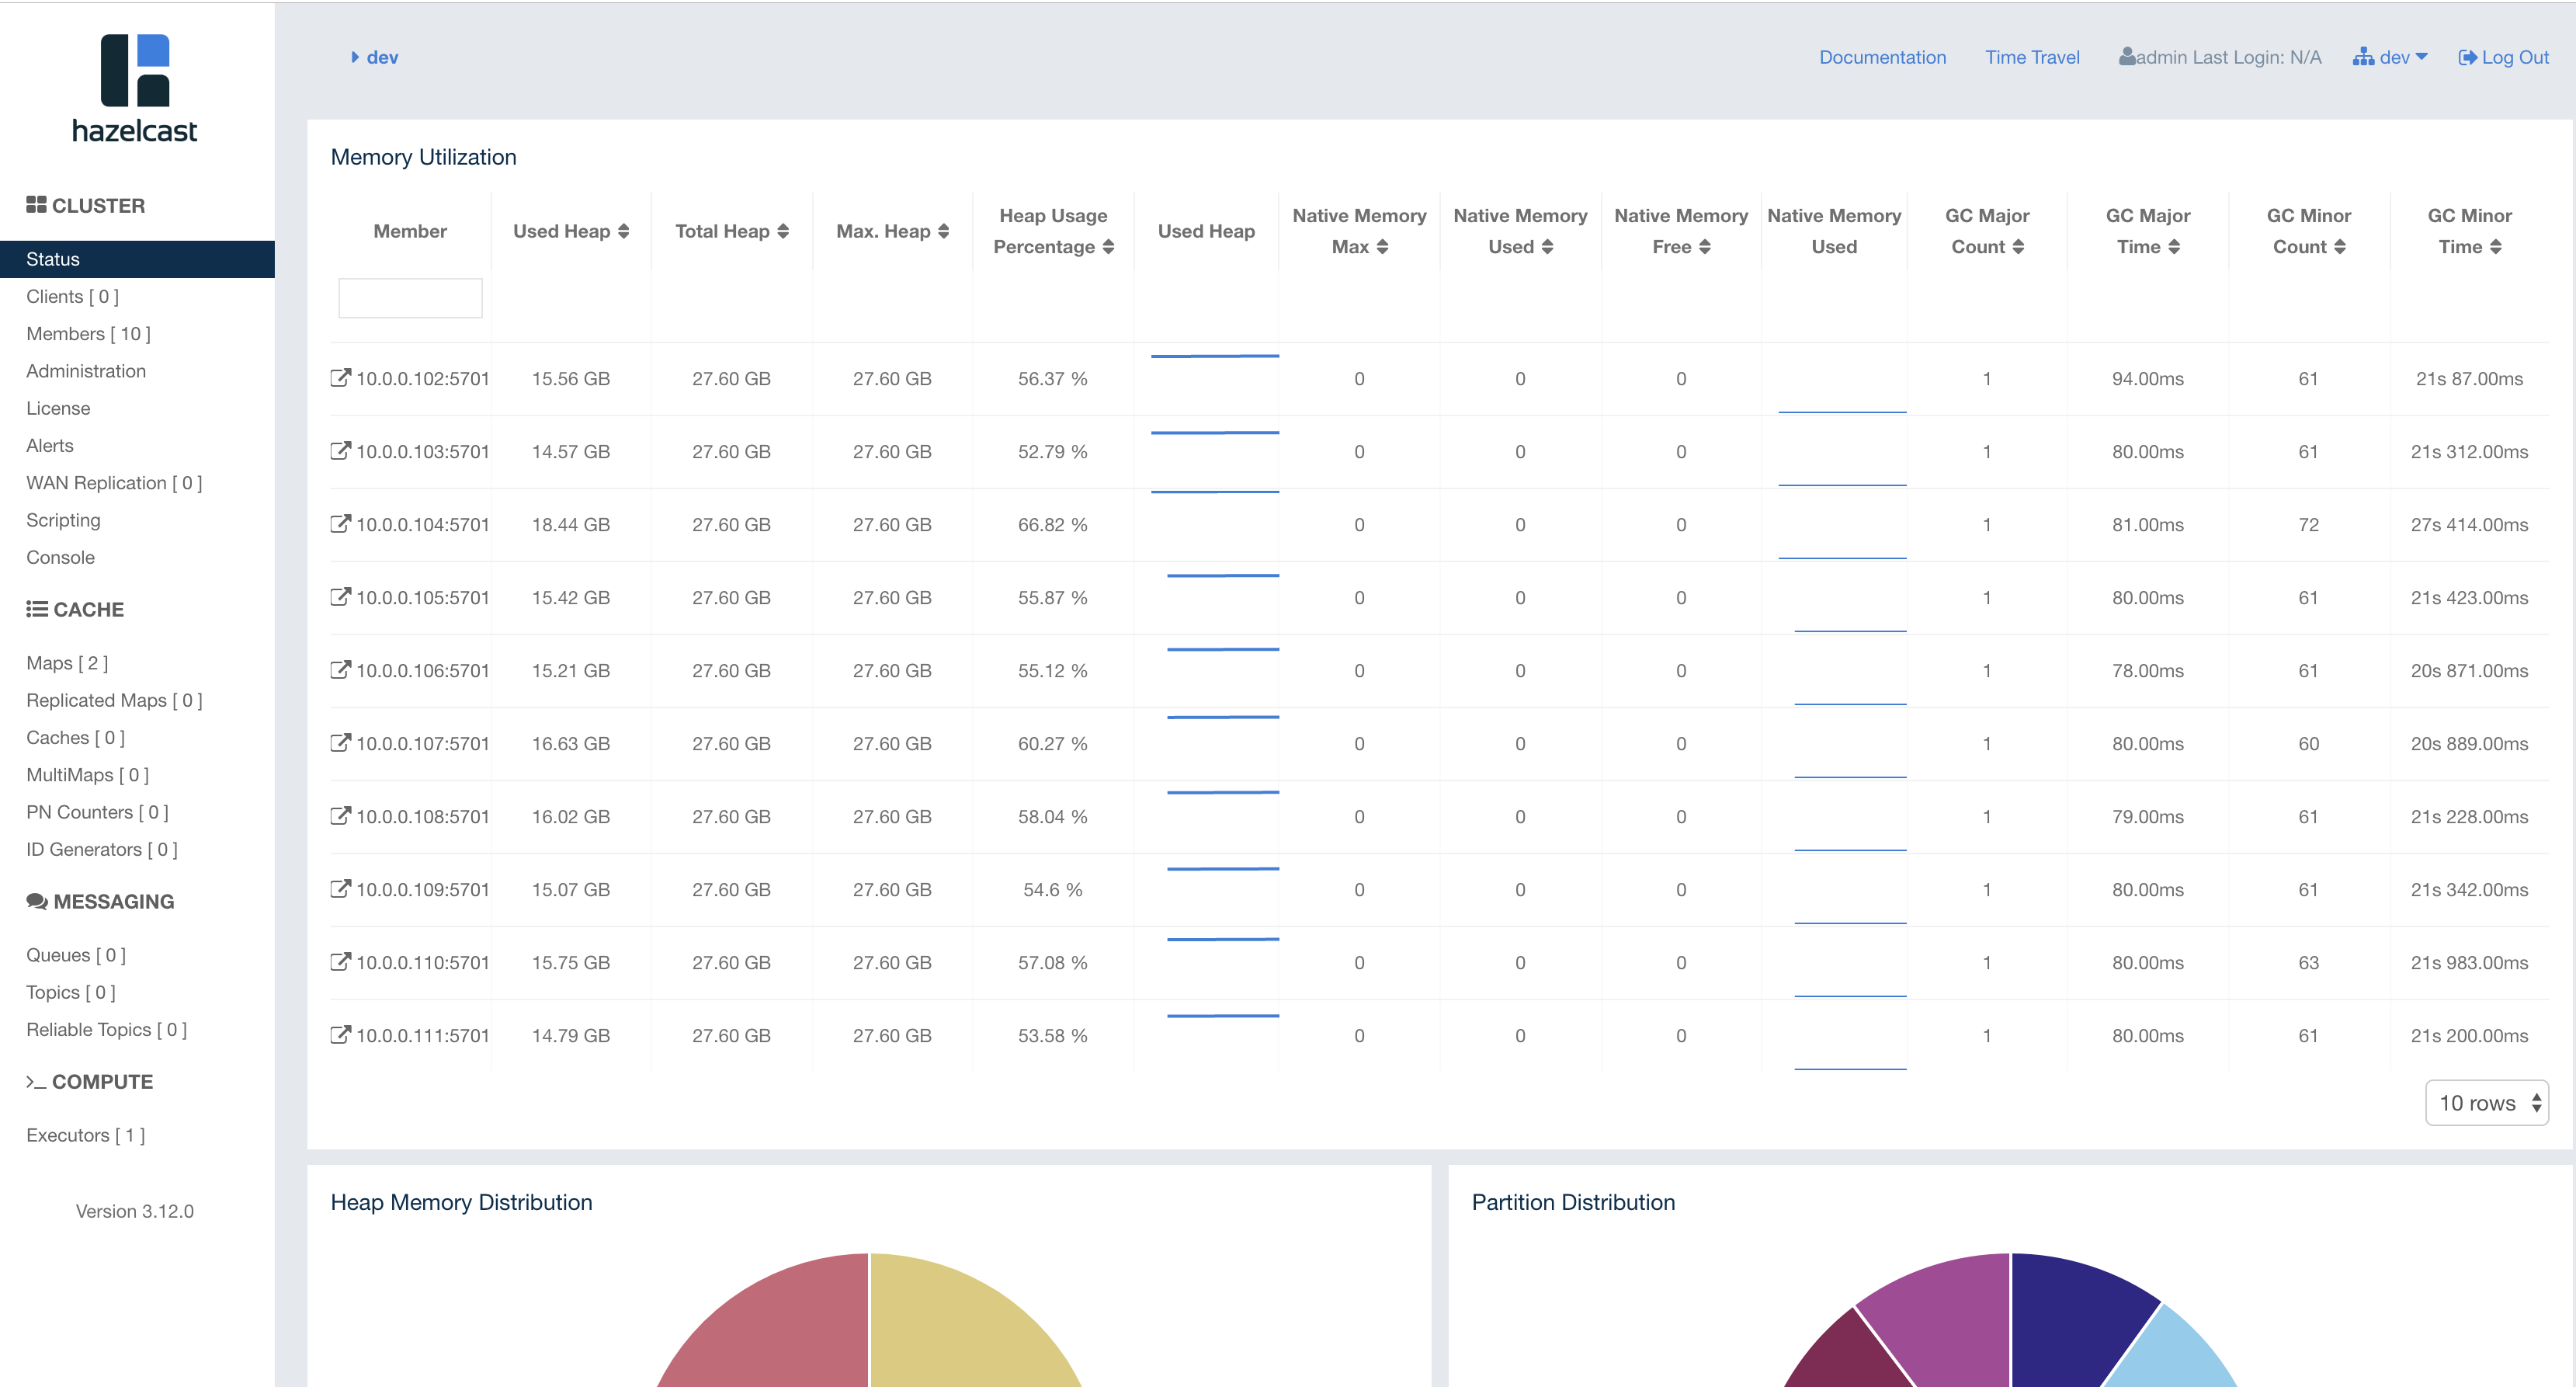 dev
Documentation Time Travel admin Last Login: N/A dev Log Out
hazelcast
CLUSTER
Status
Clients [ 0 ]
Members [ 10 ]
Administration
License
Alerts
WAN Replication [ 0 ]
Scripting
Console
CACHE
Maps [ 2 ]
Replicated Maps [ 0 ]
Caches [ 0 ]
MultiMaps [ 0 ]
PN Counters [ 0 ]
ID Generators [ 0 ]
MESSAGING
Queues [ 0 ]
Topics [ 0 ]
Reliable Topics [ 0 ]
COMPUTE
Executors [ 1 ]
Version 3.12.0
Memory Utilization
Member Used Heap Total Heap Max. Heap Heap Usage Percentage Used Heap Native Memory Max Native Memory Used Native Memory Free Native Memory Used GC Major Count GC Major Time GC Minor Count GC Minor Time
10.0.0.102:5701 15.56 GB 27.60 GB 27.60 GB 56.37 % 0 0 0 1 94.00ms 61 21s 87.00ms
10.0.0.103:5701 14.57 GB 27.60 GB 27.60 GB 52.79 % 0 0 0 1 80.00ms 61 21s 312.00ms
10.0.0.104:5701 18.44 GB 27.60 GB 27.60 GB 66.82 % 0 0 0 1 81.00ms 72 27s 414.00ms
10.0.0.105:5701 15.42 GB 27.60 GB 27.60 GB 55.87 % 0 0 0 1 80.00ms 61 21s 423.00ms
10.0.0.106:5701 15.21 GB 27.60 GB 27.60 GB 55.12 % 0 0 0 1 78.00ms 61 20s 871.00ms
10.0.0.107:5701 16.63 GB 27.60 GB 27.60 GB 60.27 % 0 0 0 1 80.00ms 60 20s 889.00ms
10.0.0.108:5701 16.02 GB 27.60 GB 27.60 GB 58.04 % 0 0 0 1 79.00ms 61 21s 228.00ms
10.0.0.109:5701 15.07 GB 27.60 GB 27.60 GB 54.6 % 0 0 0 1 80.00ms 61 21s 342.00ms
10.0.0.110:5701 15.75 GB 27.60 GB 27.60 GB 57.08 % 0 0 0 1 80.00ms 63 21s 983.00ms
10.0.0.111:5701 14.79 GB 27.60 GB 27.60 GB 53.58 % 0 0 0 1 80.00ms 61 21s 200.00ms
10 rows
Heap Memory Distribution
Partition Distribution